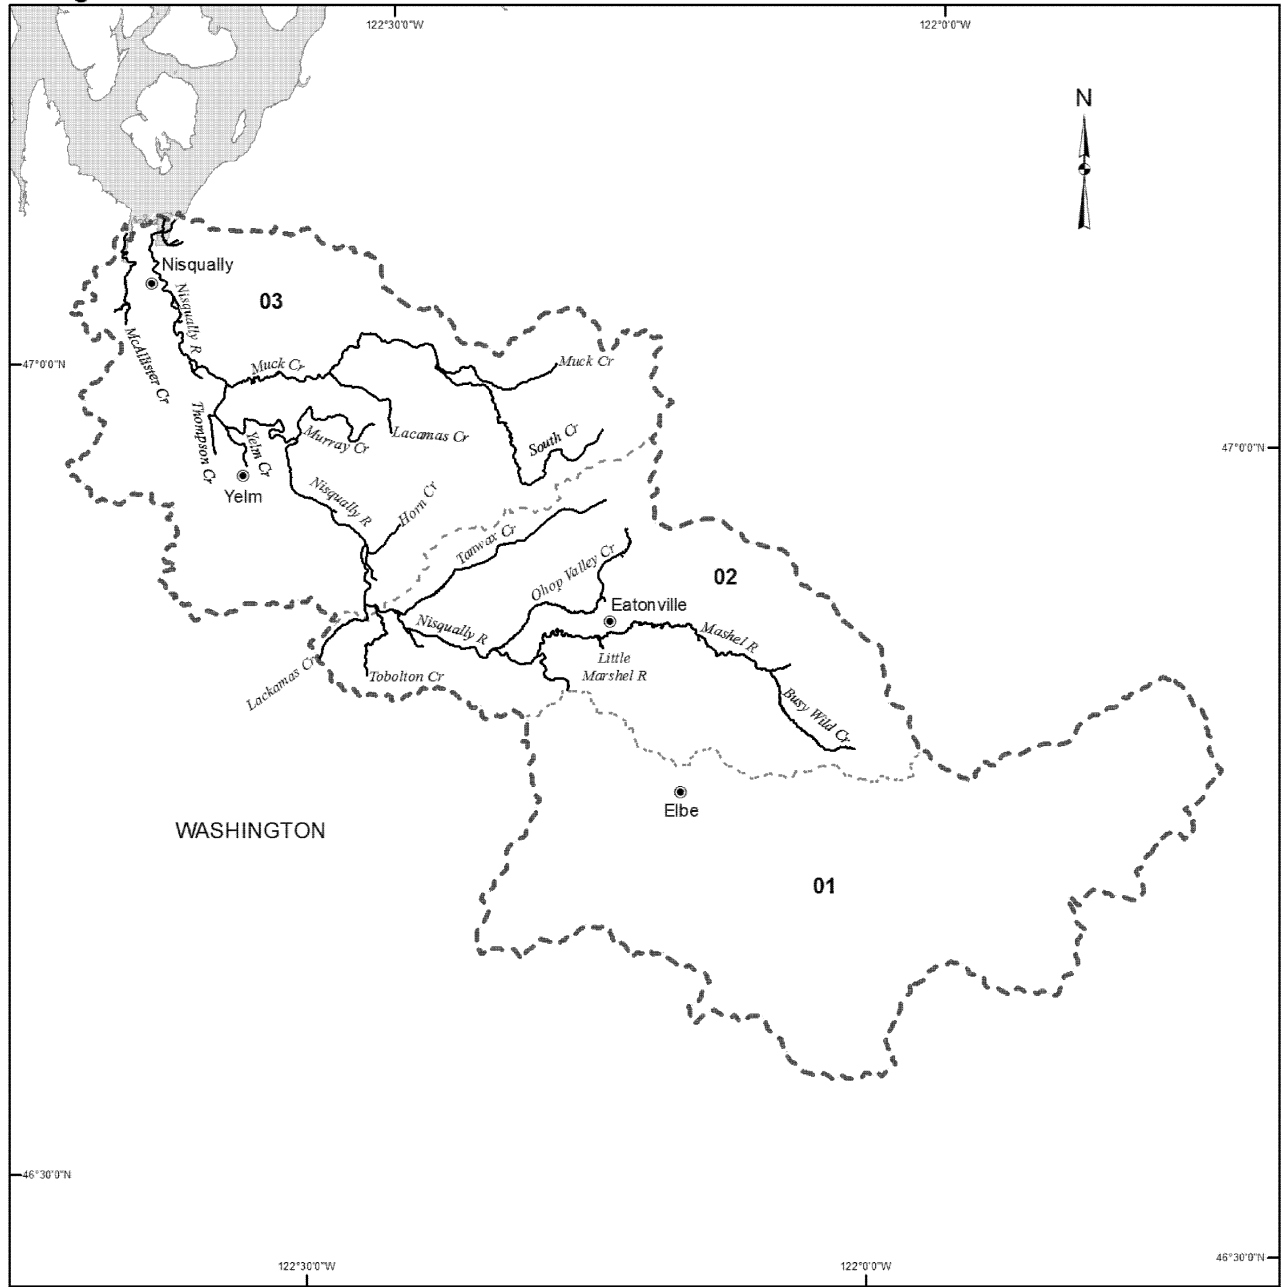 122°30'0"W
122°0'0"W
N
Nisqually
03
Nisqually R
McAllister Cr
47°0'0"N
Muck Cr
Muck Cr
Thompson Cr
Yelm Cr
Murray Cr
Lacamas Cr
South Cr
47°0'0"N
Yelm
Nisqually R
Horn Cr
Tanwax Cr
Ohop Valley Cr
02
Eatonville
Nisqually R
Mashel R
Little
Marshel R
Lackamas Cr
Tobolton Cr
Busy Wild Cr
Elbe
WASHINGTON
01
46°30'0"N
46°30'0"N
122°30'0"W
122°0'0"W